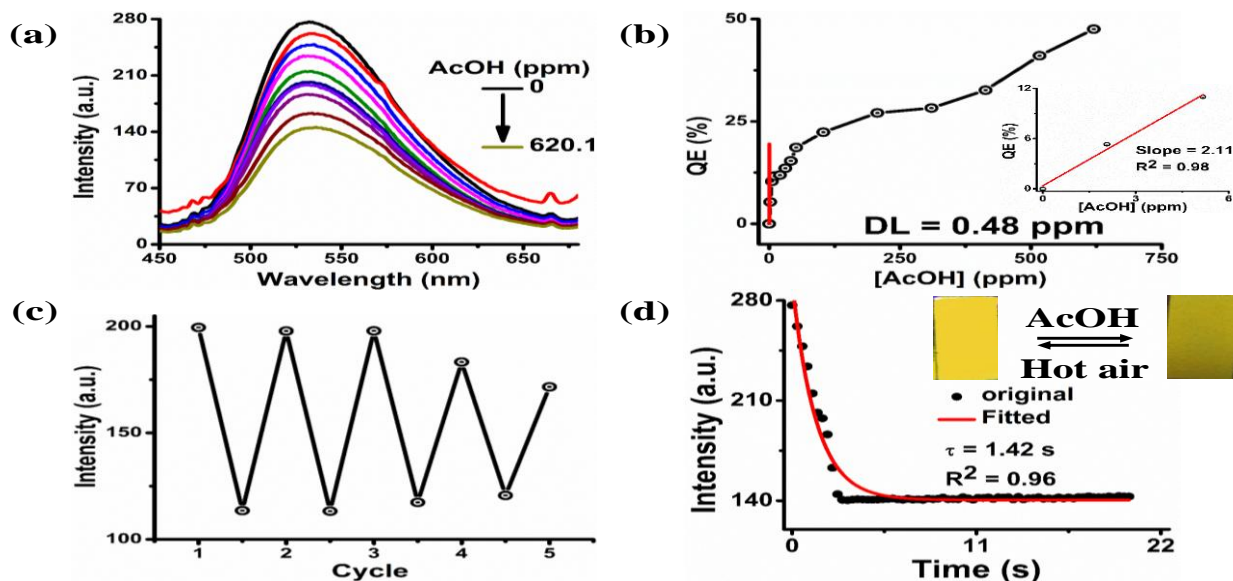 (a)
280
210
140
70
0
Intensity (a.u.)
AcOH (ppm)
0
620.1
450 500 550 600 650
Wavelength (nm)
(b)
50
25
0
QE (%)
DL = 0.48 ppm
0 250 500 750
[AcOH] (ppm)
12
6
0
QE (%)
Slope = 2.11
R² = 0.98
0 3 6
[AcOH] (ppm)
(c)
200
150
100
Intensity (a.u.)
1 2 3 4 5
Cycle
(d)
280
210
140
Intensity (a.u.)
AcOH
Hot air
original
Fitted
τ = 1.42 s
R² = 0.96
0 11 22
Time (s)